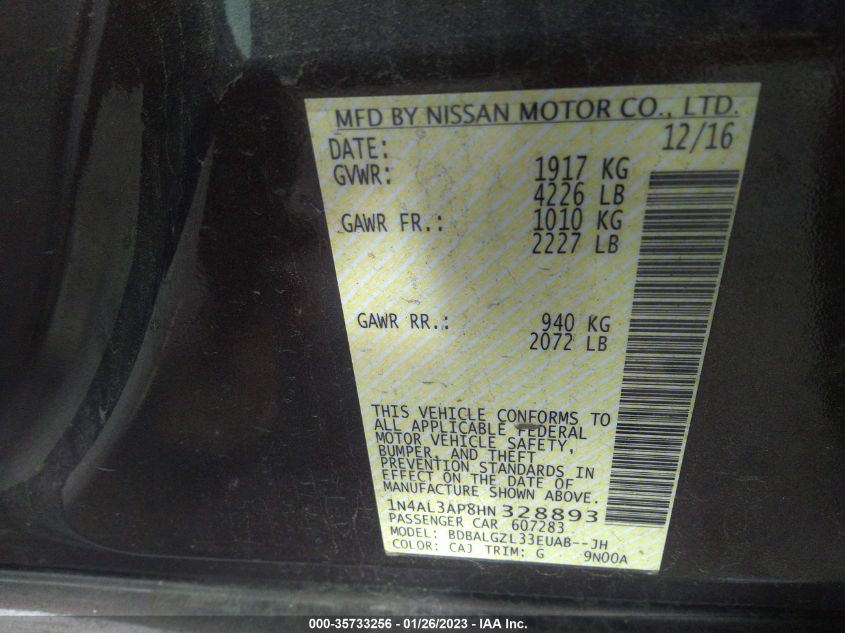 MFD BY NISSAN MOTOR CO., LTD.
DATE: 12/16
GVWR: 1917 KG
4226 LB
GAWR FR.: 1010 KG
2227 LB
GAWR RR.: 940 KG
2072 LB
THIS VEHICLE CONFORMS TO
ALL APPLICABLE FEDERAL
MOTOR VEHICLE SAFETY,
BUMPER, AND THEFT
PREVENTION STANDARDS IN
EFFECT ON THE DATE OF
MANUFACTURE SHOWN ABOVE.
1N4AL3AP8HN328893
PASSENGER CAR 607283
MODEL: BDBALGZL33EUAB--JH
COLOR: CAJ TRIM: G 9N00A
000-35733256 - 01/26/2023 - IAA Inc.